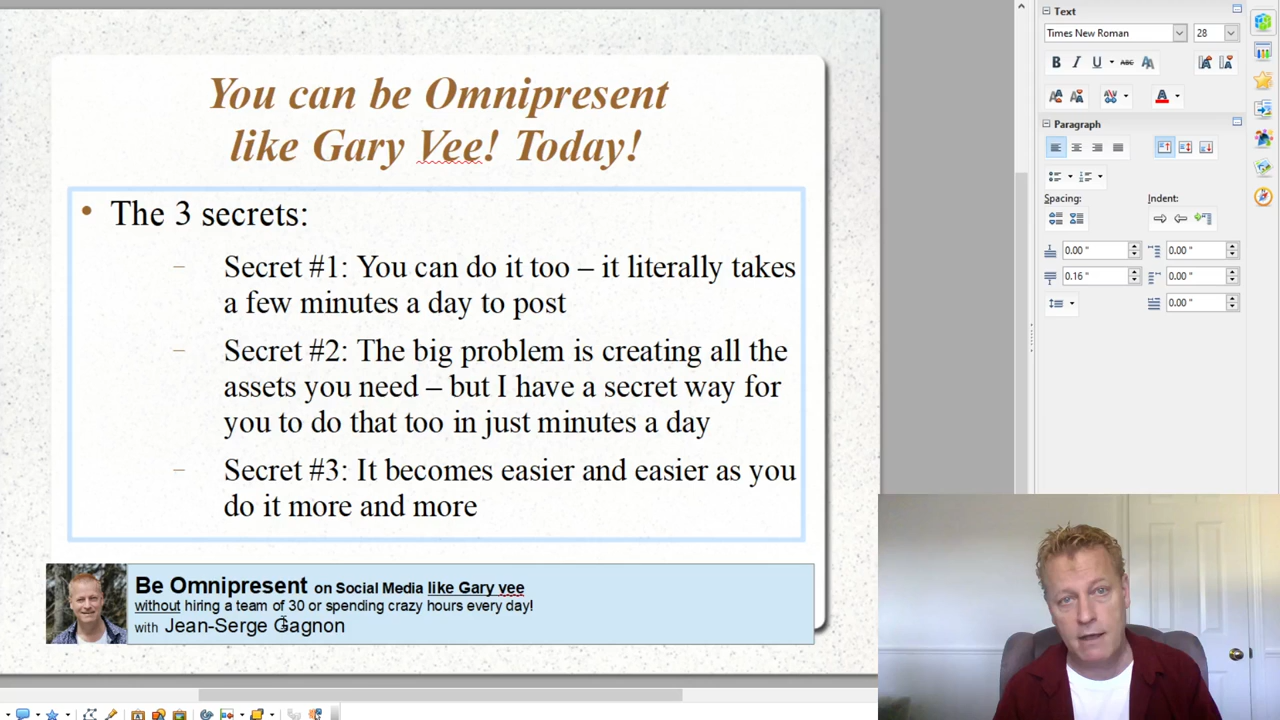 You can be Omnipresent
like Gary Vee! Today!
• The 3 secrets:
– Secret #1: You can do it too – it literally takes
a few minutes a day to post
– Secret #2: The big problem is creating all the
assets you need – but I have a secret way for
you to do that too in just minutes a day
– Secret #3: It becomes easier and easier as you
do it more and more
Be Omnipresent on Social Media like Gary vee
without hiring a team of 30 or spending crazy hours every day!
with Jean-Serge Gagnon
Text
Times New Roman 28
B I U ABC A
Paragraph
Spacing: Indent:
0.00 " 0.00 "
0.16 " 0.00 "
0.00 "